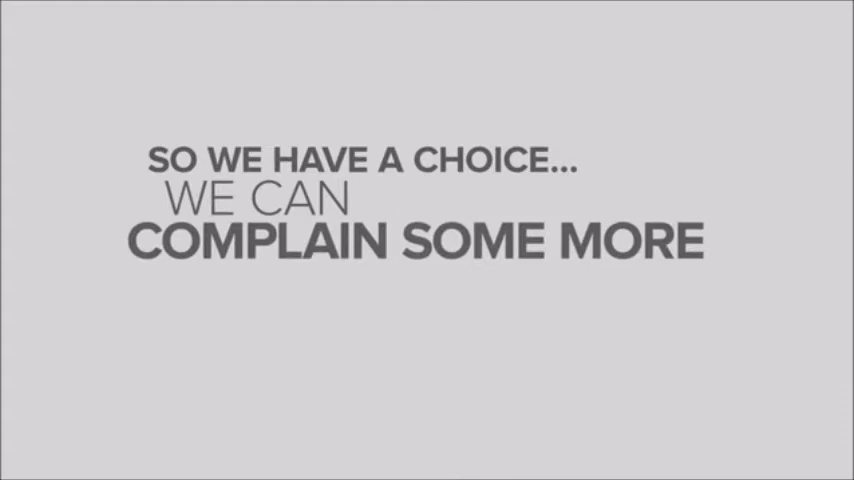 SO WE HAVE A CHOICE...
WE CAN
COMPLAIN SOME MORE